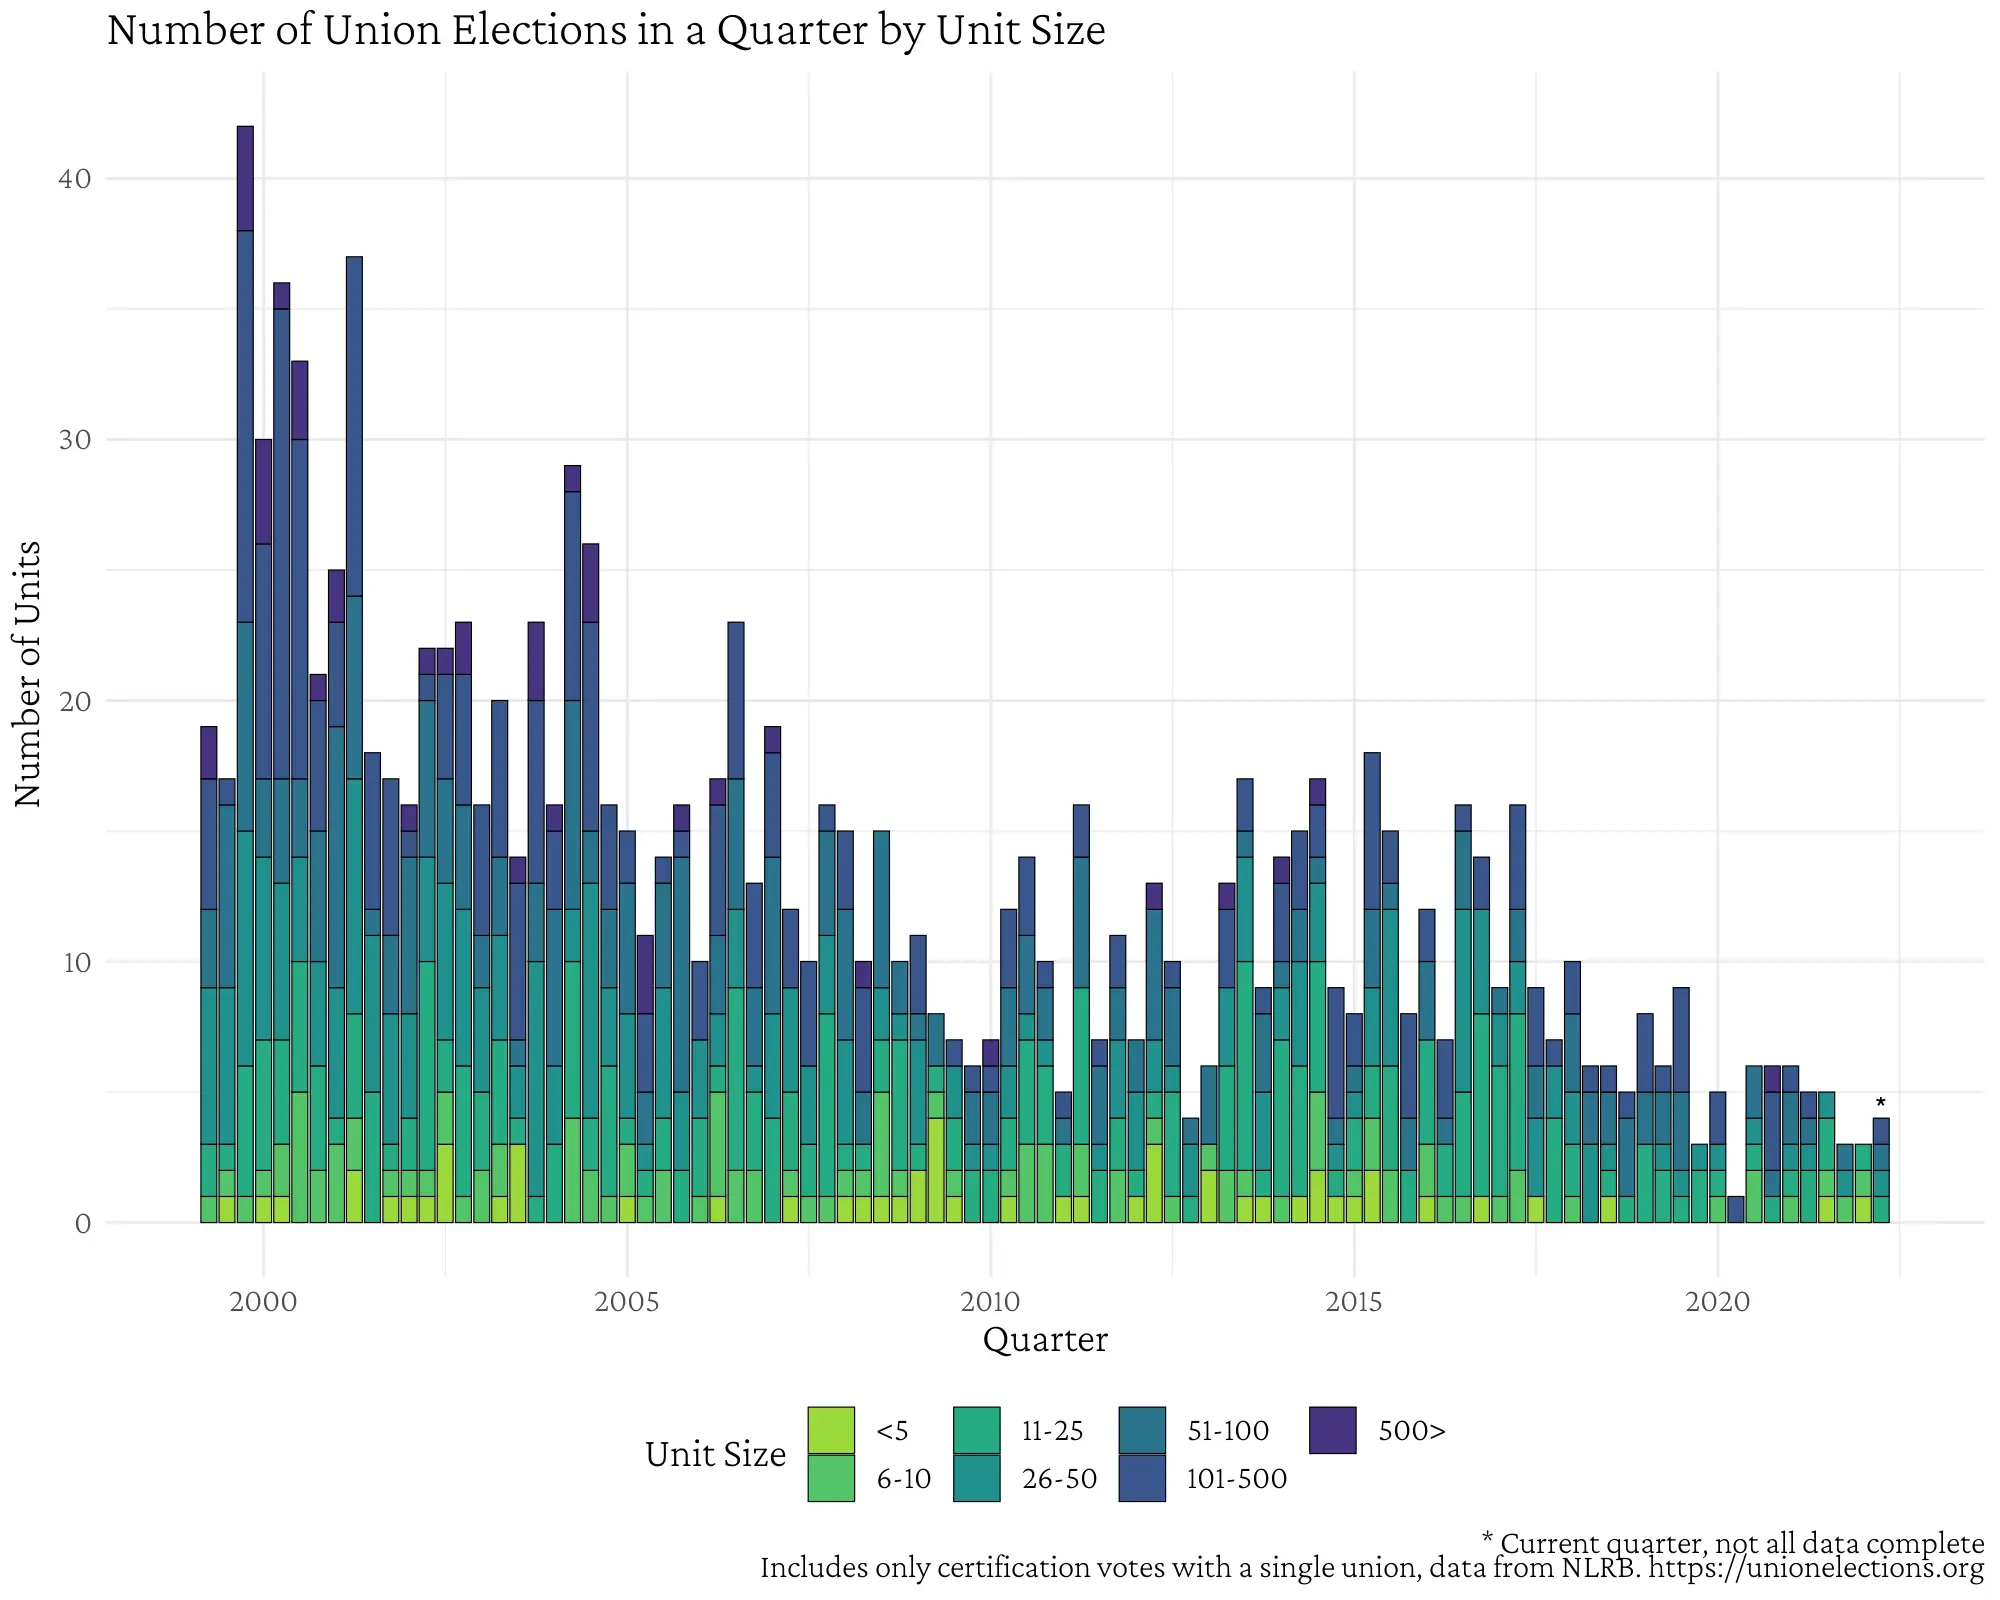 Number of Union Elections in a Quarter by Unit Size
Number of Units
40
30
20
10
0
*
2000 2005 2010 2015 2020
Quarter
Unit Size
<5 11-25 51-100 500>
6-10 26-50 101-500
* Current quarter, not all data complete
Includes only certification votes with a single union, data from NLRB. https://unionelections.org